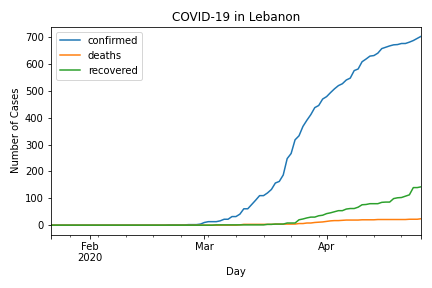 COVID-19 in Lebanon
confirmed
deaths
recovered
Number of Cases
700
600
500
400
300
200
100
0
Feb
2020
Mar
Apr
Day